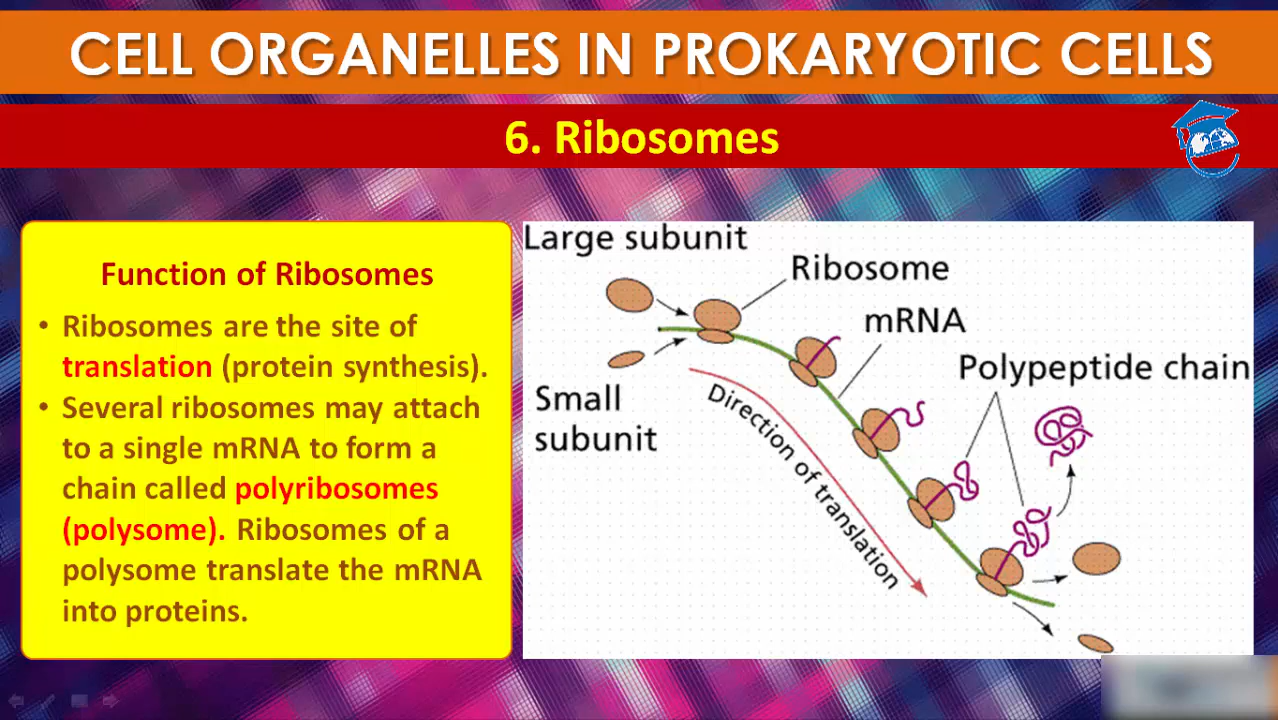 CELL ORGANELLES IN PROKARYOTIC CELLS
6. Ribosomes
Function of Ribosomes
• Ribosomes are the site of
translation (protein synthesis).
• Several ribosomes may attach
to a single mRNA to form a
chain called polyribosomes
(polysome). Ribosomes of a
polysome translate the mRNA
into proteins.
Large subunit
Ribosome
mRNA
Polypeptide chain
Small
subunit
Direction of translation